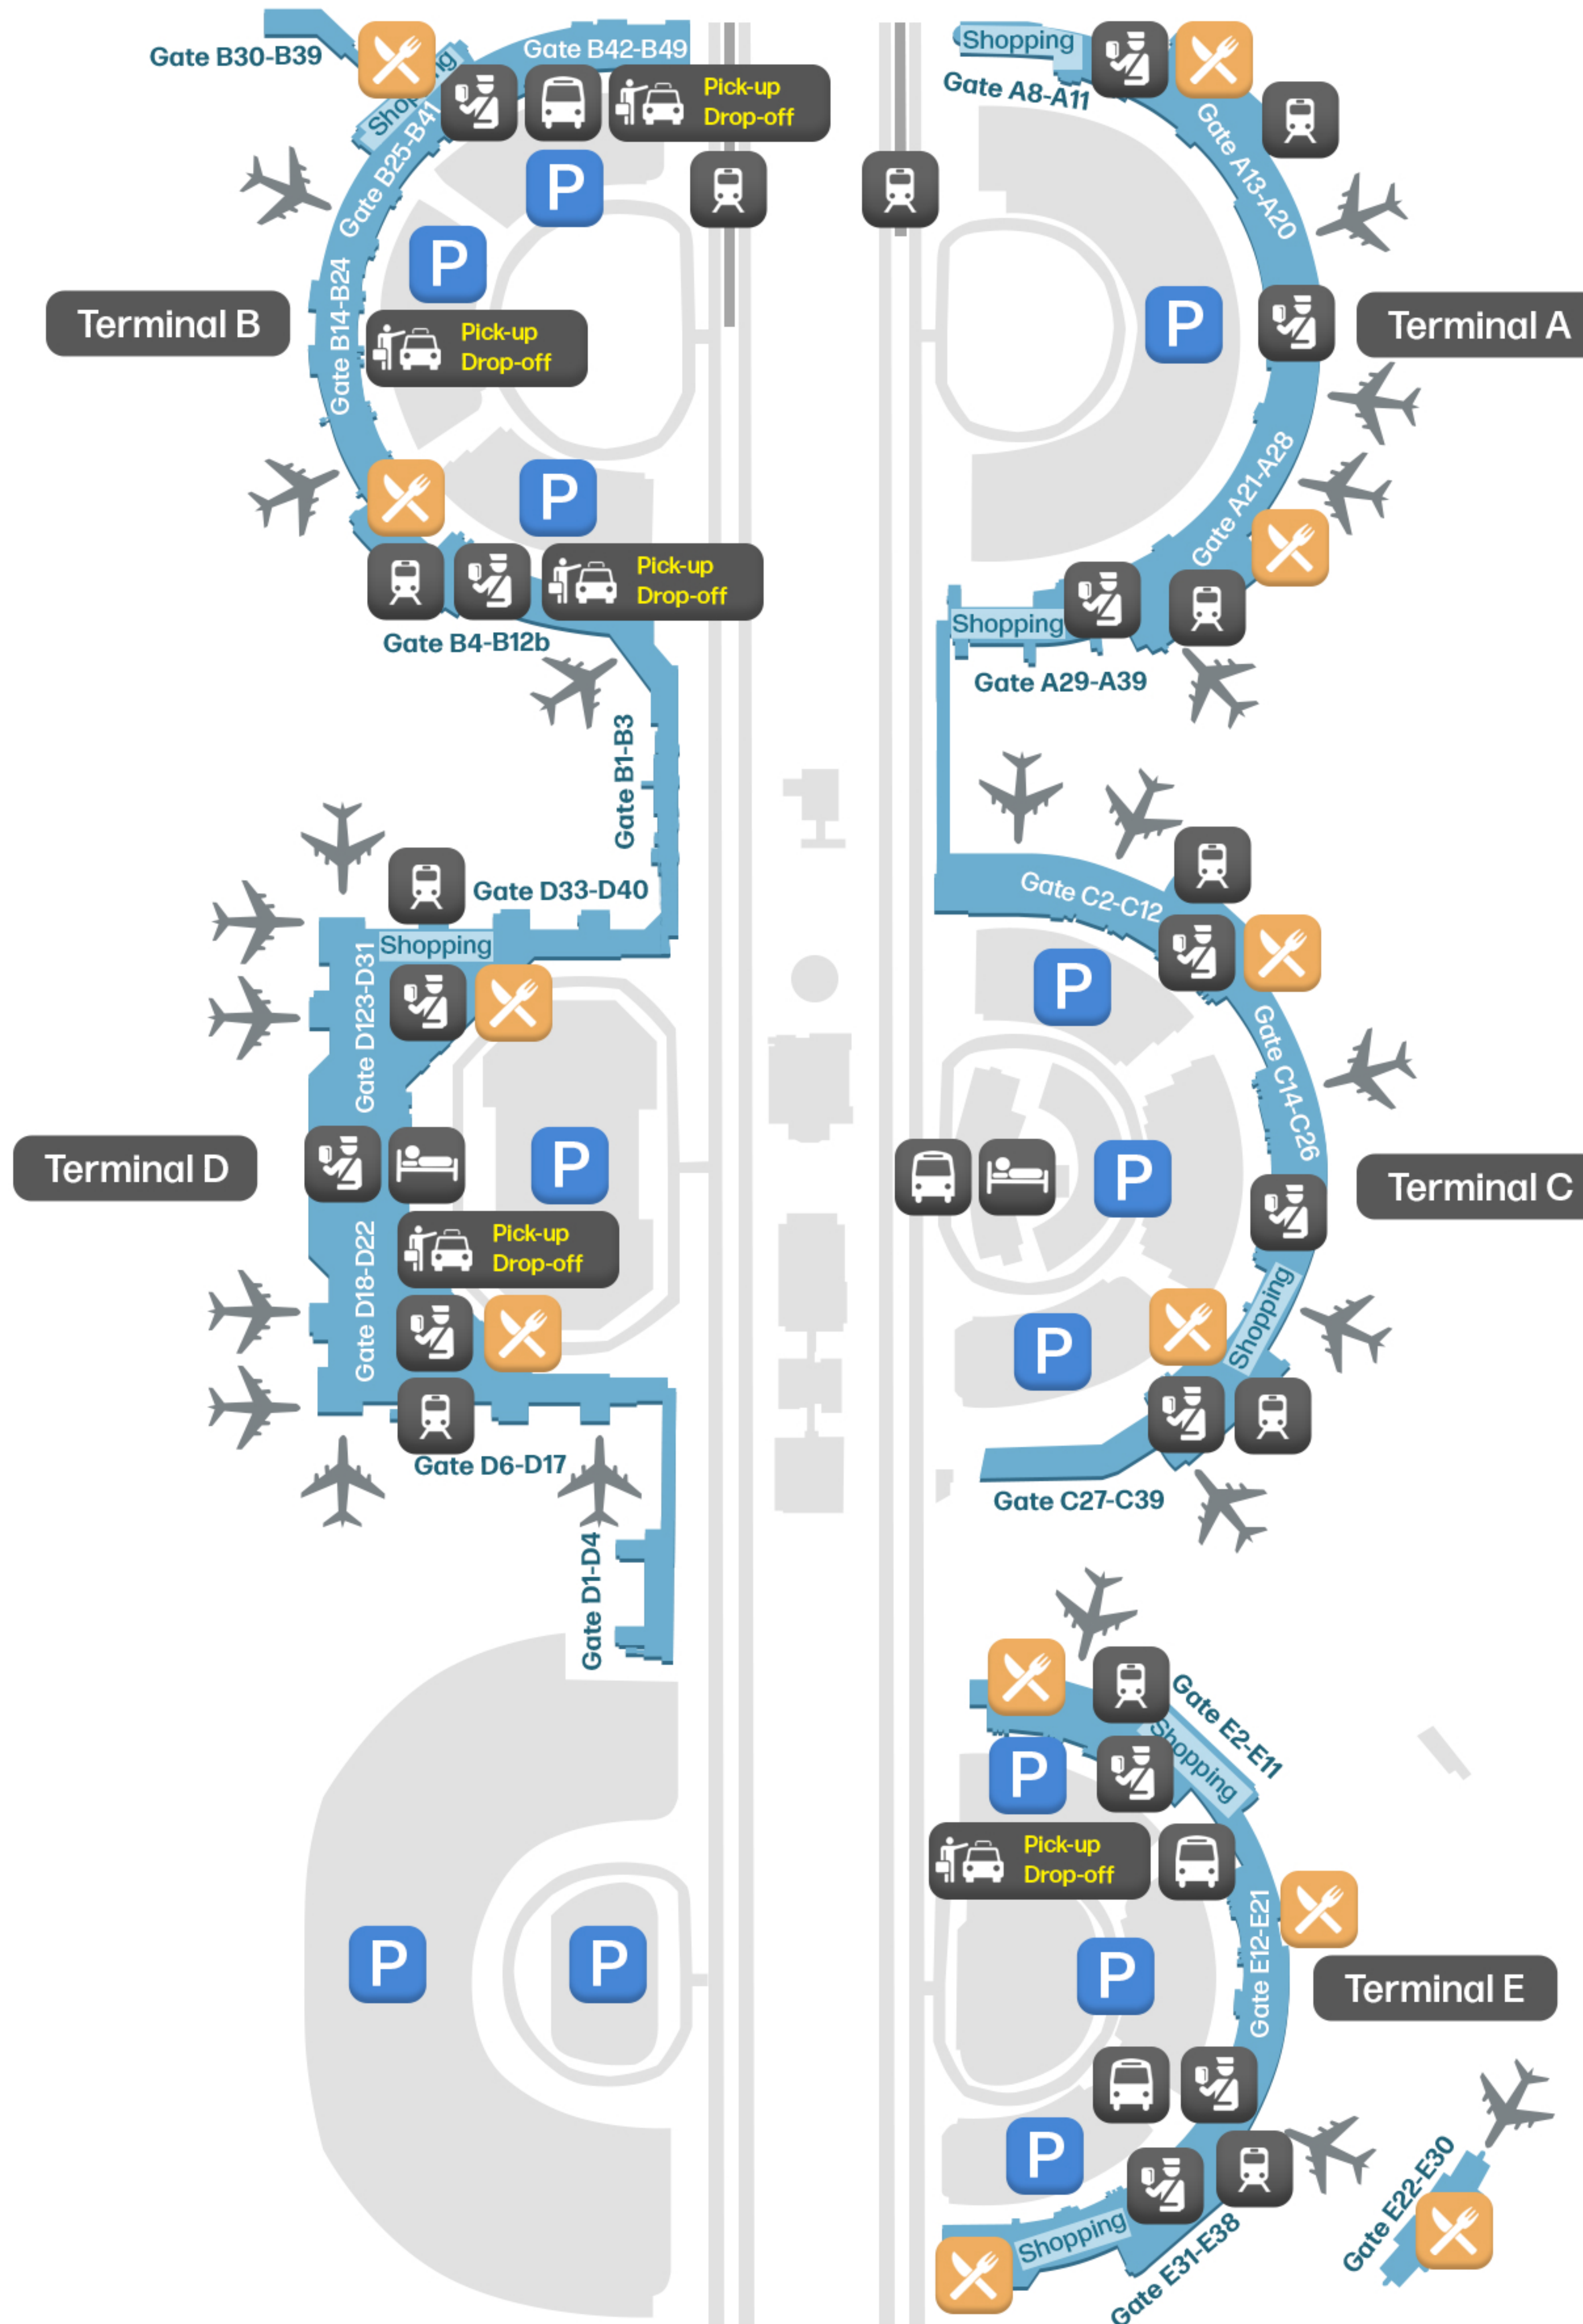 Gate B30-B39
Shopping
Gate B42-B49
Pick-up
Drop-off
Gate B25-B41
P
P
Gate B14-B24
Terminal B
Pick-up
Drop-off
P
Pick-up
Drop-off
Gate B4-B12b
Gate B1-B3
Shopping
Gate A8-A11
Gate A13-A20
P
Terminal A
Gate A21-A28
Shopping
Gate A29-A39
Gate D33-D40
Shopping
Gate D123-D31
Terminal D
P
Pick-up
Drop-off
Gate D18-D22
Gate D6-D17
Gate D1-D4
Gate C2-C12
P
Gate C14-C26
P
Terminal C
Shopping
P
Gate C27-C39
P
P
Gate E2-E11
Shopping
P
Pick-up
Drop-off
Gate E12-E21
P
Terminal E
P
Gate E22-E30
Shopping
Gate E31-E38